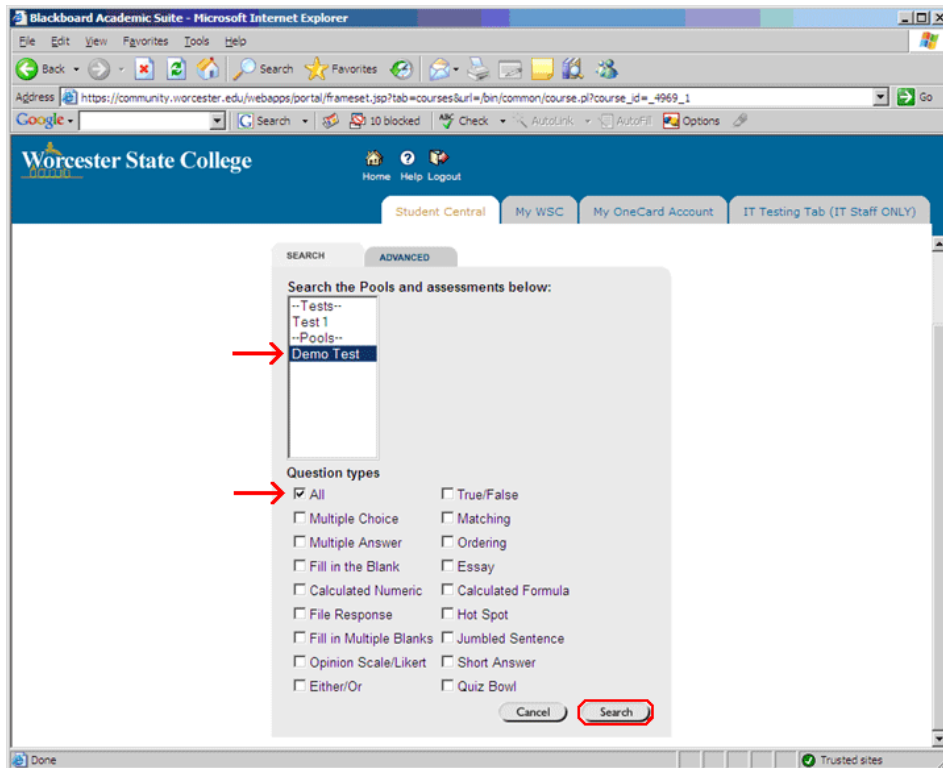 Blackboard Academic Suite - Microsoft Internet Explorer
File Edit View Favorites Tools Help
Back Search Favorites
Address https://community.worcester.edu/webapps/portal/frameset.jsp?tab=courses&url=/bin/common/course.pl?course_id=_4969_1 Go
Google Search 10 blocked ABC Check AutoLink AutoFill Options
Worcester State College
Home Help Logout
Student Central My WSC My OneCard Account IT Testing Tab (IT Staff ONLY)
SEARCH ADVANCED
Search the Pools and assessments below:
--Tests--
Test 1
--Pools--
Demo Test
Question types
All True/False
Multiple Choice Matching
Multiple Answer Ordering
Fill in the Blank Essay
Calculated Numeric Calculated Formula
File Response Hot Spot
Fill in Multiple Blanks Jumbled Sentence
Opinion Scale/Likert Short Answer
Either/Or Quiz Bowl
Cancel Search
Done Trusted sites